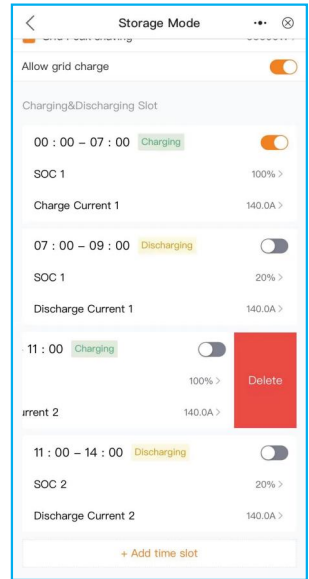 Storage Mode
Allow grid charge
Charging&Discharging Slot
00 : 00 – 07 : 00 Charging
SOC 1 100% >
Charge Current 1 140.0A >
07 : 00 – 09 : 00 Discharging
SOC 1 20% >
Discharge Current 1 140.0A >
11 : 00 Charging
100% >
Delete
urrent 2 140.0A >
11 : 00 – 14 : 00 Discharging
SOC 2 20% >
Discharge Current 2 140.0A >
+ Add time slot